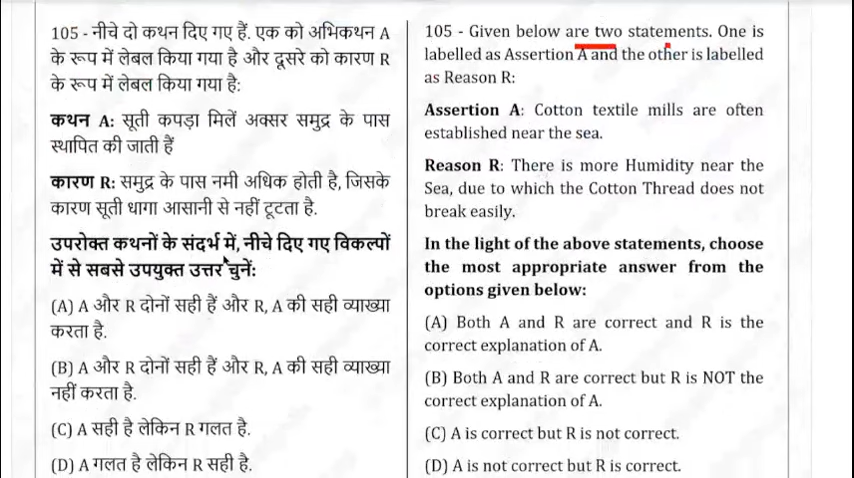 105 - नीचे दो कथन दिए गए हैं. एक को अभिकथन A
के रूप में लेबल किया गया है और दूसरे को कारण R
के रूप में लेबल किया गया है:
कथन A: सूती कपड़ा मिलें अक्सर समुद्र के पास
स्थापित की जाती हैं
कारण R: समुद्र के पास नमी अधिक होती है, जिसके
कारण सूती धागा आसानी से नहीं टूटता है.
उपरोक्त कथनों के संदर्भ में, नीचे दिए गए विकल्पों
में से सबसे उपयुक्त उत्तर चुनें:
(A) A और R दोनों सही हैं और R, A की सही व्याख्या
करता है.
(B) A और R दोनों सही हैं और R, A की सही व्याख्या
नहीं करता है.
(C) A सही है लेकिन R गलत है.
(D) A गलत है लेकिन R सही है.
105 - Given below are two statements. One is
labelled as Assertion A and the other is labelled
as Reason R:
Assertion A: Cotton textile mills are often
established near the sea.
Reason R: There is more Humidity near the
Sea, due to which the Cotton Thread does not
break easily.
In the light of the above statements, choose
the most appropriate answer from the
options given below:
(A) Both A and R are correct and R is the
correct explanation of A.
(B) Both A and R are correct but R is NOT the
correct explanation of A.
(C) A is correct but R is not correct.
(D) A is not correct but R is correct.